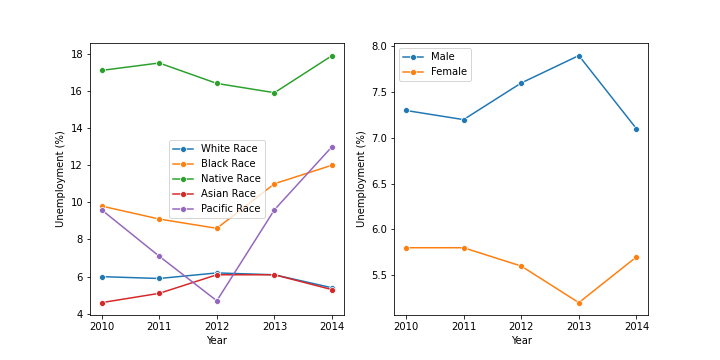 18
16
14
12
10
8
6
4
Unemployment (%)
White Race
Black Race
Native Race
Asian Race
Pacific Race
2010 2011 2012 2013 2014
Year
8.0
7.5
7.0
6.5
6.0
5.5
Unemployment (%)
Male
Female
2010 2011 2012 2013 2014
Year